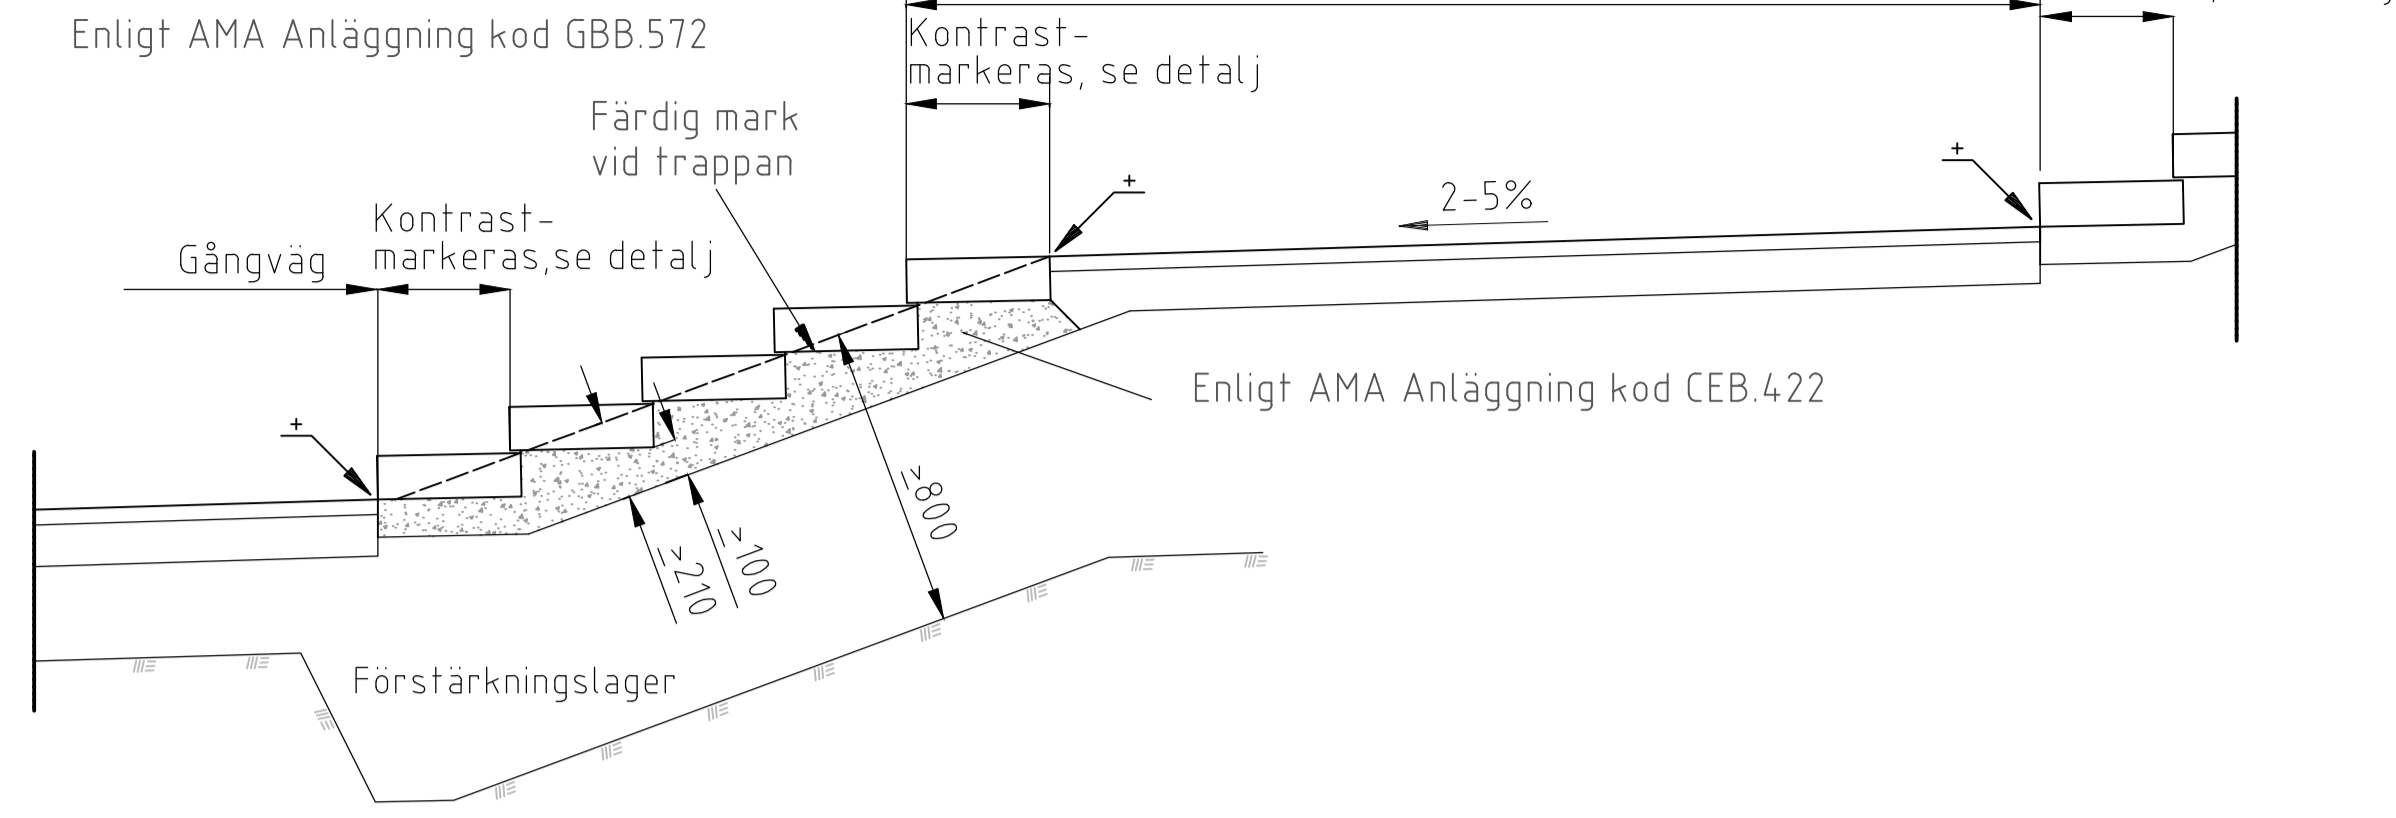 Enligt AMA Anläggning kod GBB.572
Kontrast-
markeras, se detalj
Färdig mark
vid trappan
+
+
2-5%
Kontrast-
markeras,se detalj
Gångväg
Enligt AMA Anläggning kod CEB.422
+
≥800
≥100
≥210
Förstärkningslager